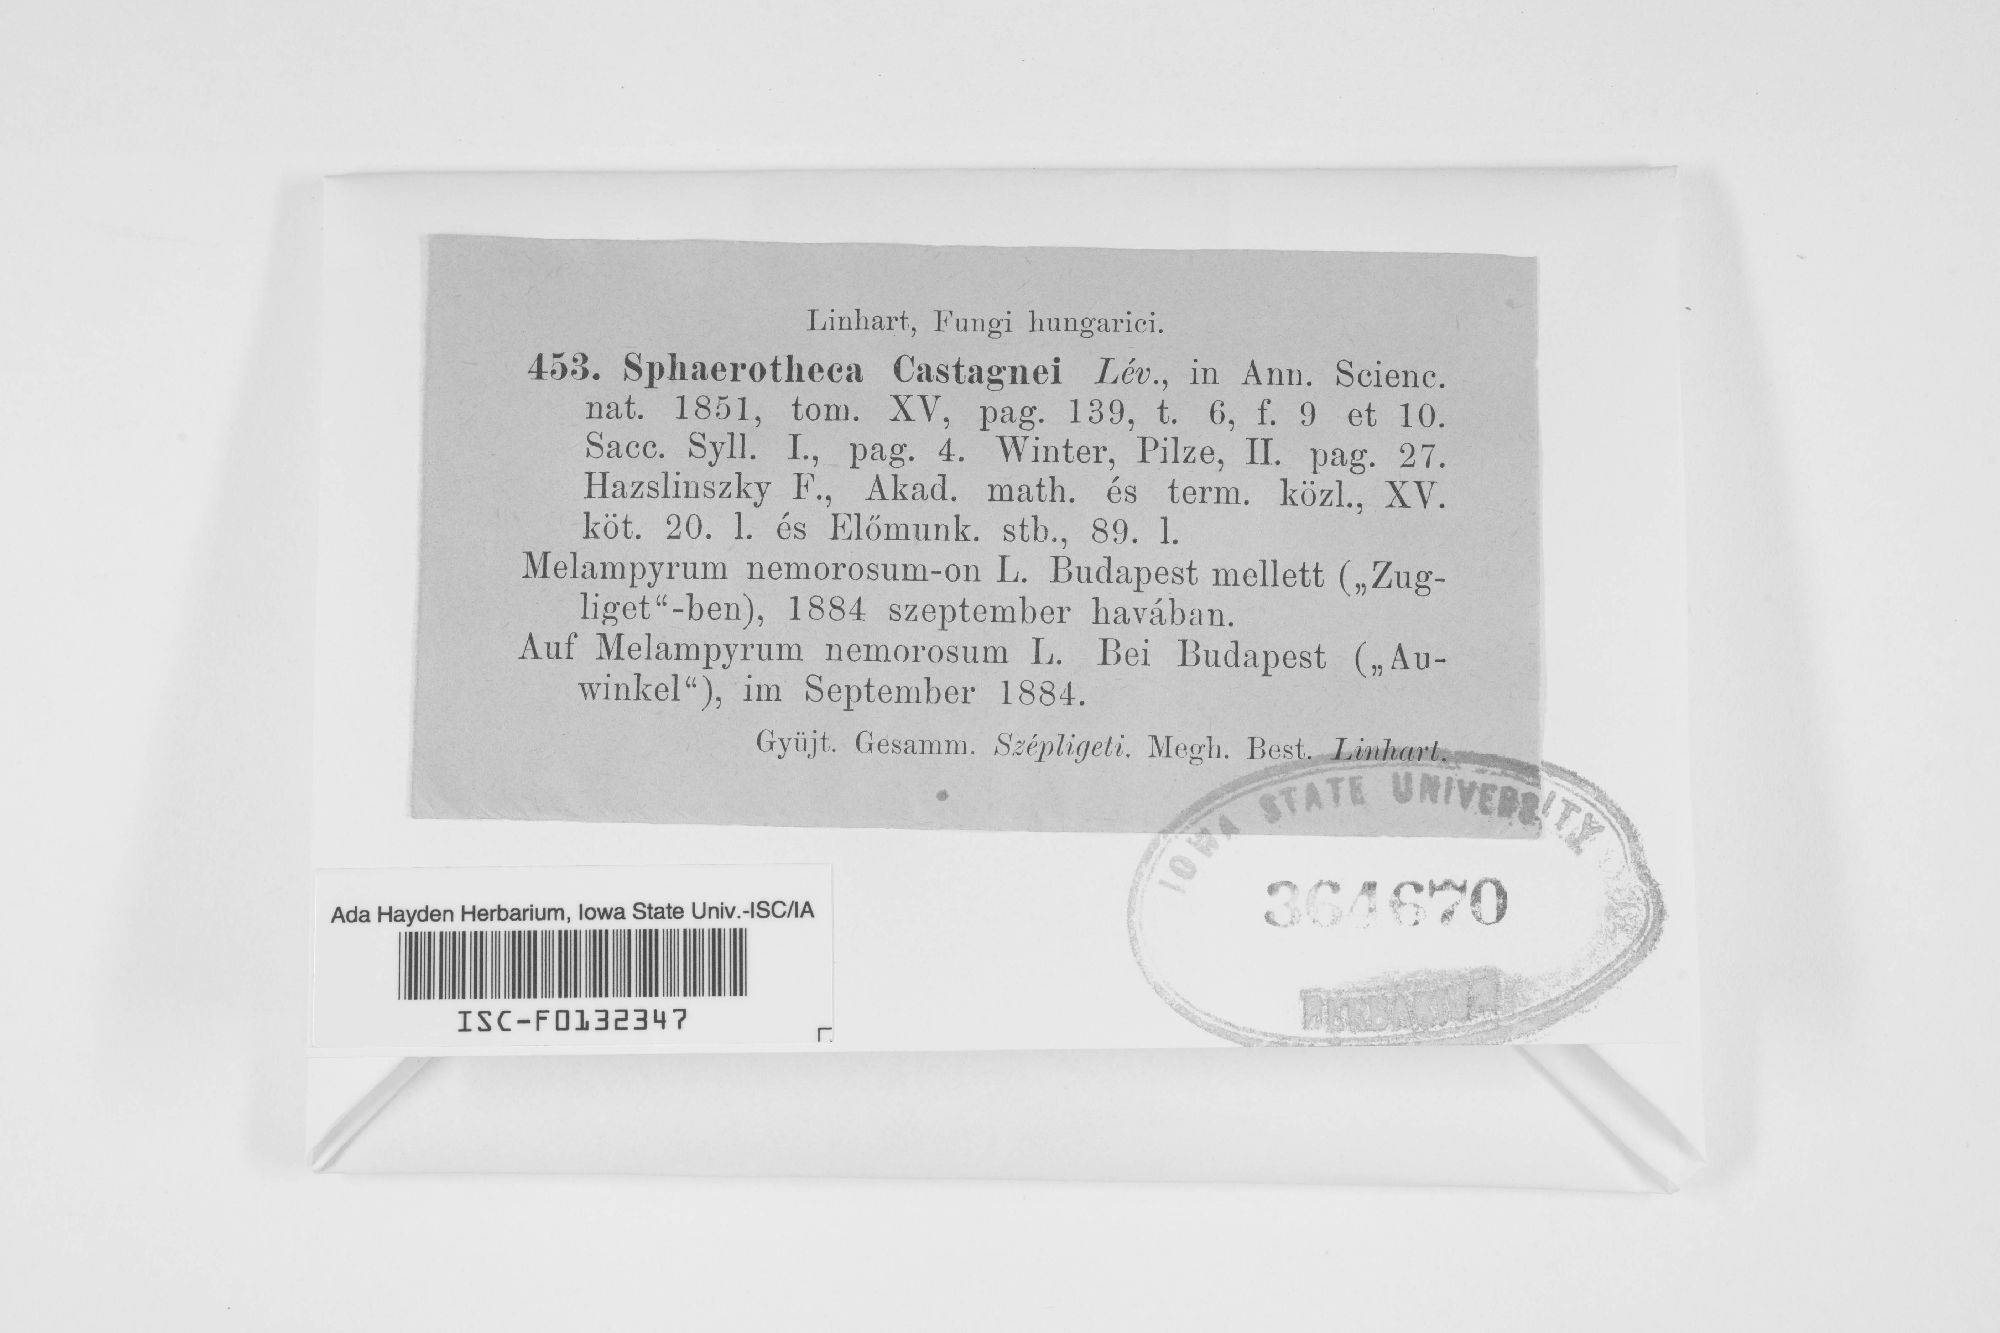 Linhart, Fungi hungarici.
453. Sphaerotheca Castagnei Lév., in Ann. Scienc.
nat. 1851, tom. XV, pag. 139, t. 6, f. 9 et 10.
Sacc. Syll. I., pag. 4. Winter, Pilze, II. pag. 27.
Hazslinszky F., Akad. math. és term. közl., XV.
köt. 20. l. és Előmunk. stb., 89. l.
Melampyrum nemorosum-on L. Budapest mellett („Zug-
liget“-ben), 1884 szeptember havában.
Auf Melampyrum nemorosum L. Bei Budapest („Au-
winkel“), im September 1884.
Gyüjt. Gesamm. Szépligeti. Megh. Best. Linhart.
IOWA STATE UNIVERSITY
364670
HERBARIUM
Ada Hayden Herbarium, Iowa State Univ.-ISC/IA
ISC-F0132347